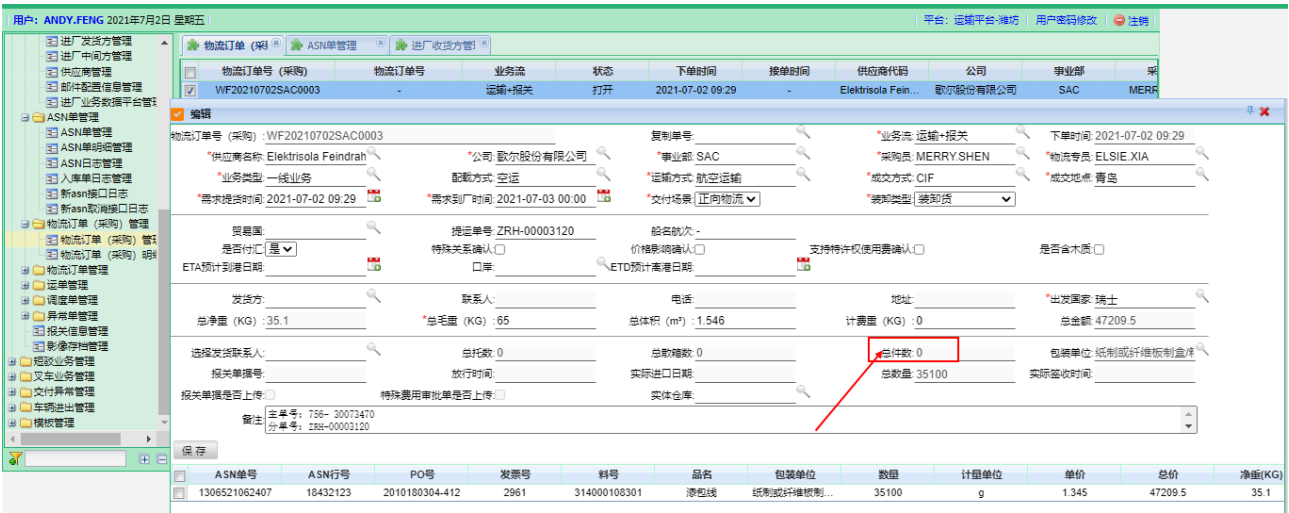 用户: ANDY.FENG 2021年7月2日 星期五 平台: 运输平台-潍坊 用户密码修改 注销
进厂发货方管理
进厂中间方管理
供应商管理
邮件配置信息管理
进厂业务数据平台管
ASN管理
ASN单管理
ASN单明细管理
ASN日志管理
入库单日志管理
新asn接口日志
新asn取消接口日志
物流订单 (采购) 管理
物流订单 (采购) 管
物流订单 (采购) 明
物流订单管理
运单管理
调度单管理
异常单管理
报关信息管理
影像存档管理
短驳业务管理
叉车业务管理
交付异常管理
车辆进出管理
模板管理
物流订单 (采 ASN单管理 进厂收货方管
物流订单号 (采购) 物流订单号 业务流 状态 下单时间 接单时间 供应商代码 公司 事业部 采
WF20210702SAC0003 - 运输+报关 打开 2021-07-02 09:29 - Elektrisola Fein... 歌尔股份有限公司 SAC MERR
编辑
物流订单号 (采购) : WF20210702SAC0003 复制单号: *业务流: 运输+报关 下单时间: 2021-07-02 09:29
*供应商名称: Elektrisola Feindrah *公司: 歌尔股份有限公司 *事业部: SAC *采购员: MERRY.SHEN *物流专员: ELSIE.XIA
*业务类型: 一线业务 配载方式: 空运 *运输方式: 航空运输 *成交方式: CIF *成交地点: 青岛
*需求提货时间: 2021-07-02 09:29 *需求到厂时间: 2021-07-03 00:00 *交付场景: 正向物流 *装卸类型: 装卸货
贸易国: 提运单号: ZRH-00003120 船名航次: -
是否付汇: 是 特殊关系确认: 价格影响确认: 支持特许权使用费确认: 是否含木质:
ETA预计到港日期: 口岸: ETD预计离港日期:
发货方: 联系人: 电话: 地址: *出发国家: 瑞士
总净重 (KG) : 35.1 *总毛重 (KG) : 65 总体积 (m³) : 1.546 计费重 (KG) : 0 总金额: 47209.5
选择发货联系人: 总托数: 0 总散箱数: 0 总件数: 0 包装单位: 纸制或纤维板制盒/
报关单据号: 放行时间: 实际进口日期: 总数量: 35100 实际签收时间:
报关单据是否上传: 特殊费用审批单是否上传: 实体仓库:
备注: 主单号: 756- 30073470
分单号: ZRH-00003120
保存
ASN单号 ASN行号 PO号 发票号 料号 品名 包装单位 数量 计量单位 单价 总价 净重(KG)
1306521062407 18432123 2010180304-412 2961 314000108301 漆包线 纸制或纤维板制... 35100 g 1.345 47209.5 35.1